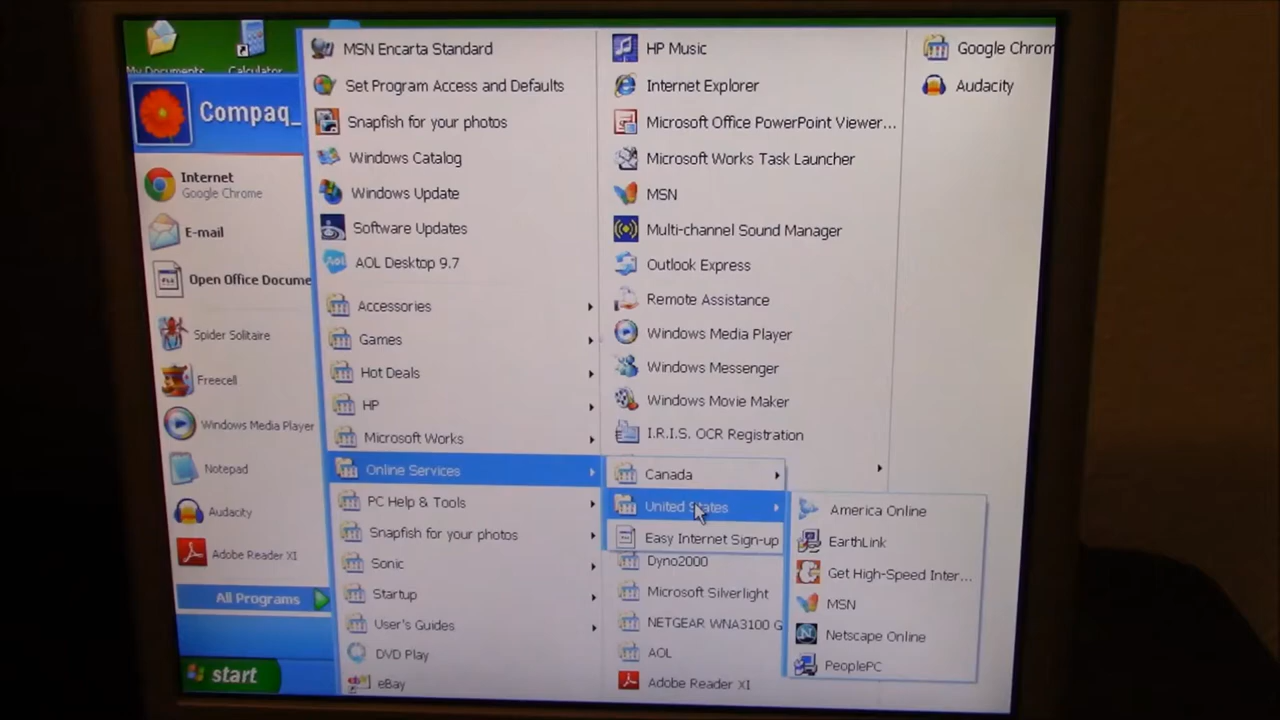 My Documents
Calculator
Compaq_
Internet
Google Chrome
E-mail
Open Office Docume
Spider Solitaire
Freecell
Windows Media Player
Notepad
Audacity
Adobe Reader XI
All Programs
start
MSN Encarta Standard
Set Program Access and Defaults
Snapfish for your photos
Windows Catalog
Windows Update
Software Updates
AOL Desktop 9.7
Accessories
Games
Hot Deals
HP
Microsoft Works
Online Services
PC Help & Tools
Snapfish for your photos
Sonic
Startup
User's Guides
DVD Play
eBay
HP Music
Internet Explorer
Microsoft Office PowerPoint Viewer...
Microsoft Works Task Launcher
MSN
Multi-channel Sound Manager
Outlook Express
Remote Assistance
Windows Media Player
Windows Messenger
Windows Movie Maker
I.R.I.S. OCR Registration
Canada
United States
Easy Internet Sign-up
Dyno2000
Microsoft Silverlight
NETGEAR WNA3100 G
AOL
Adobe Reader XI
America Online
EarthLink
Get High-Speed Inter...
MSN
Netscape Online
PeoplePC
Google Chrom
Audacity